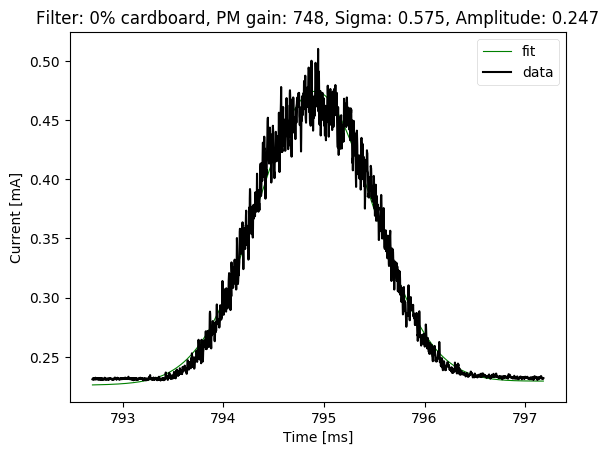 Filter: 0% cardboard, PM gain: 748, Sigma: 0.575, Amplitude: 0.247
fit
data
0.50
0.45
0.40
0.35
0.30
0.25
Current [mA]
793
794
795
796
797
Time [ms]